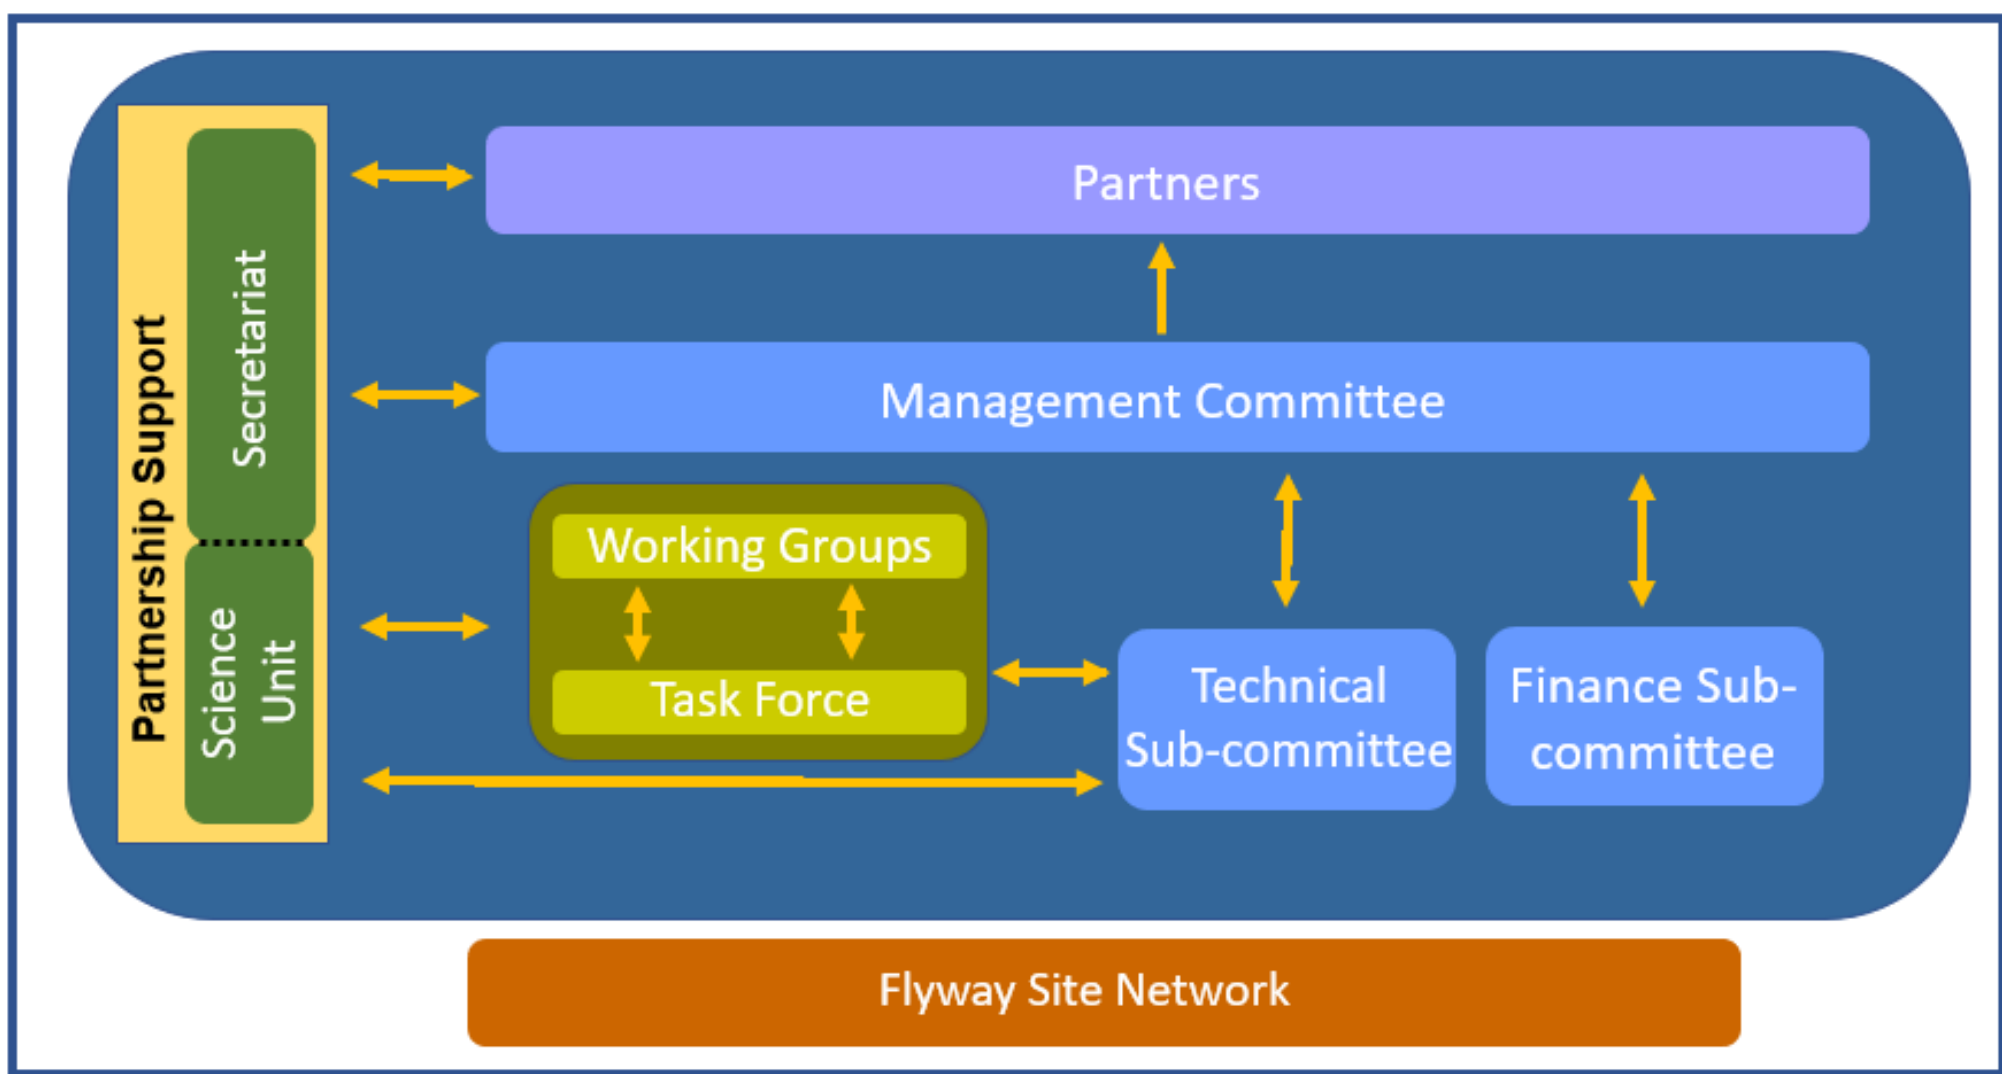 Partnership Support
Secretariat
Science
Unit
Partners
Management Committee
Working Groups
Task Force
Technical
Sub-committee
Finance Sub-
committee
Flyway Site Network